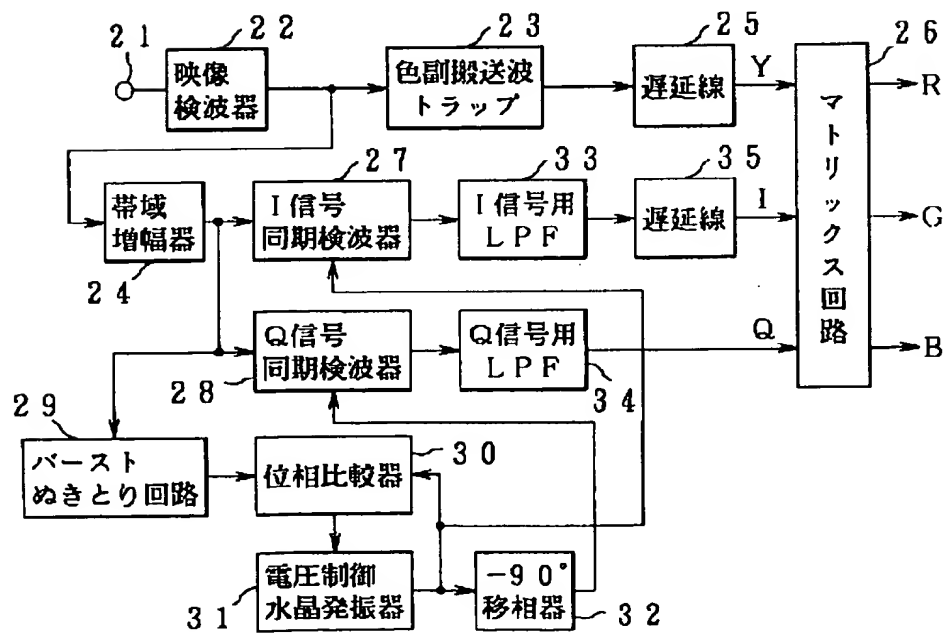 21
22
映像
検波器
23
色副搬送波
トラップ
25
遅延線
Y
26
マトリックス回路
R
G
B
帯域
増幅器
24
27
I信号
同期検波器
33
I信号用
LPF
35
遅延線
I
Q信号
同期検波器
28
Q信号用
LPF
34
Q
29
バースト
ぬきとり回路
30
位相比較器
31
電圧制御
水晶発振器
-90°
移相器
32